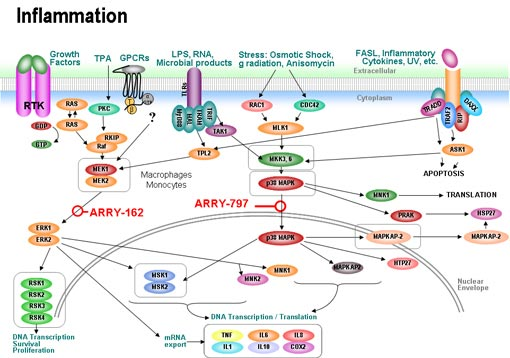 Inflammation
Growth
Factors
TPA
GPCRs
LPS, RNA,
Microbial products
Stress: Osmotic Shock,
g radiation, Anisomycin
FASL, Inflammatory
Cytokines, UV, etc.
Extracellular
Cytoplasm
RTK
RAS
GDP
GTP
RAS
PKC
RKIP
Raf
?
TLRs
MyD88
TRAF
TAK1
TPL2
RAC1
CDC42
MLK1
MKK3, 6
TRADD
TRAF2
RIP
DAXX
ASK1
APOPTOSIS
MEK1
MEK2
Macrophages
Monocytes
p38 MAPK
MNK1
TRANSLATION
ARRY-162
ARRY-797
PRAK
HSP27
ERK1
ERK2
p38 MAPK
MAPKAP-2
MAPKAP-2
RSK1
RSK2
RSK3
RSK4
MSK1
MSK2
MNK2
MNK1
MAPKAP2
HTP27
Nuclear
Envelope
DNA Transcription
Survival
Proliferation
DNA Transcription / Translation
mRNA
export
TNF
IL6
IL8
IL1
IL10
COX2